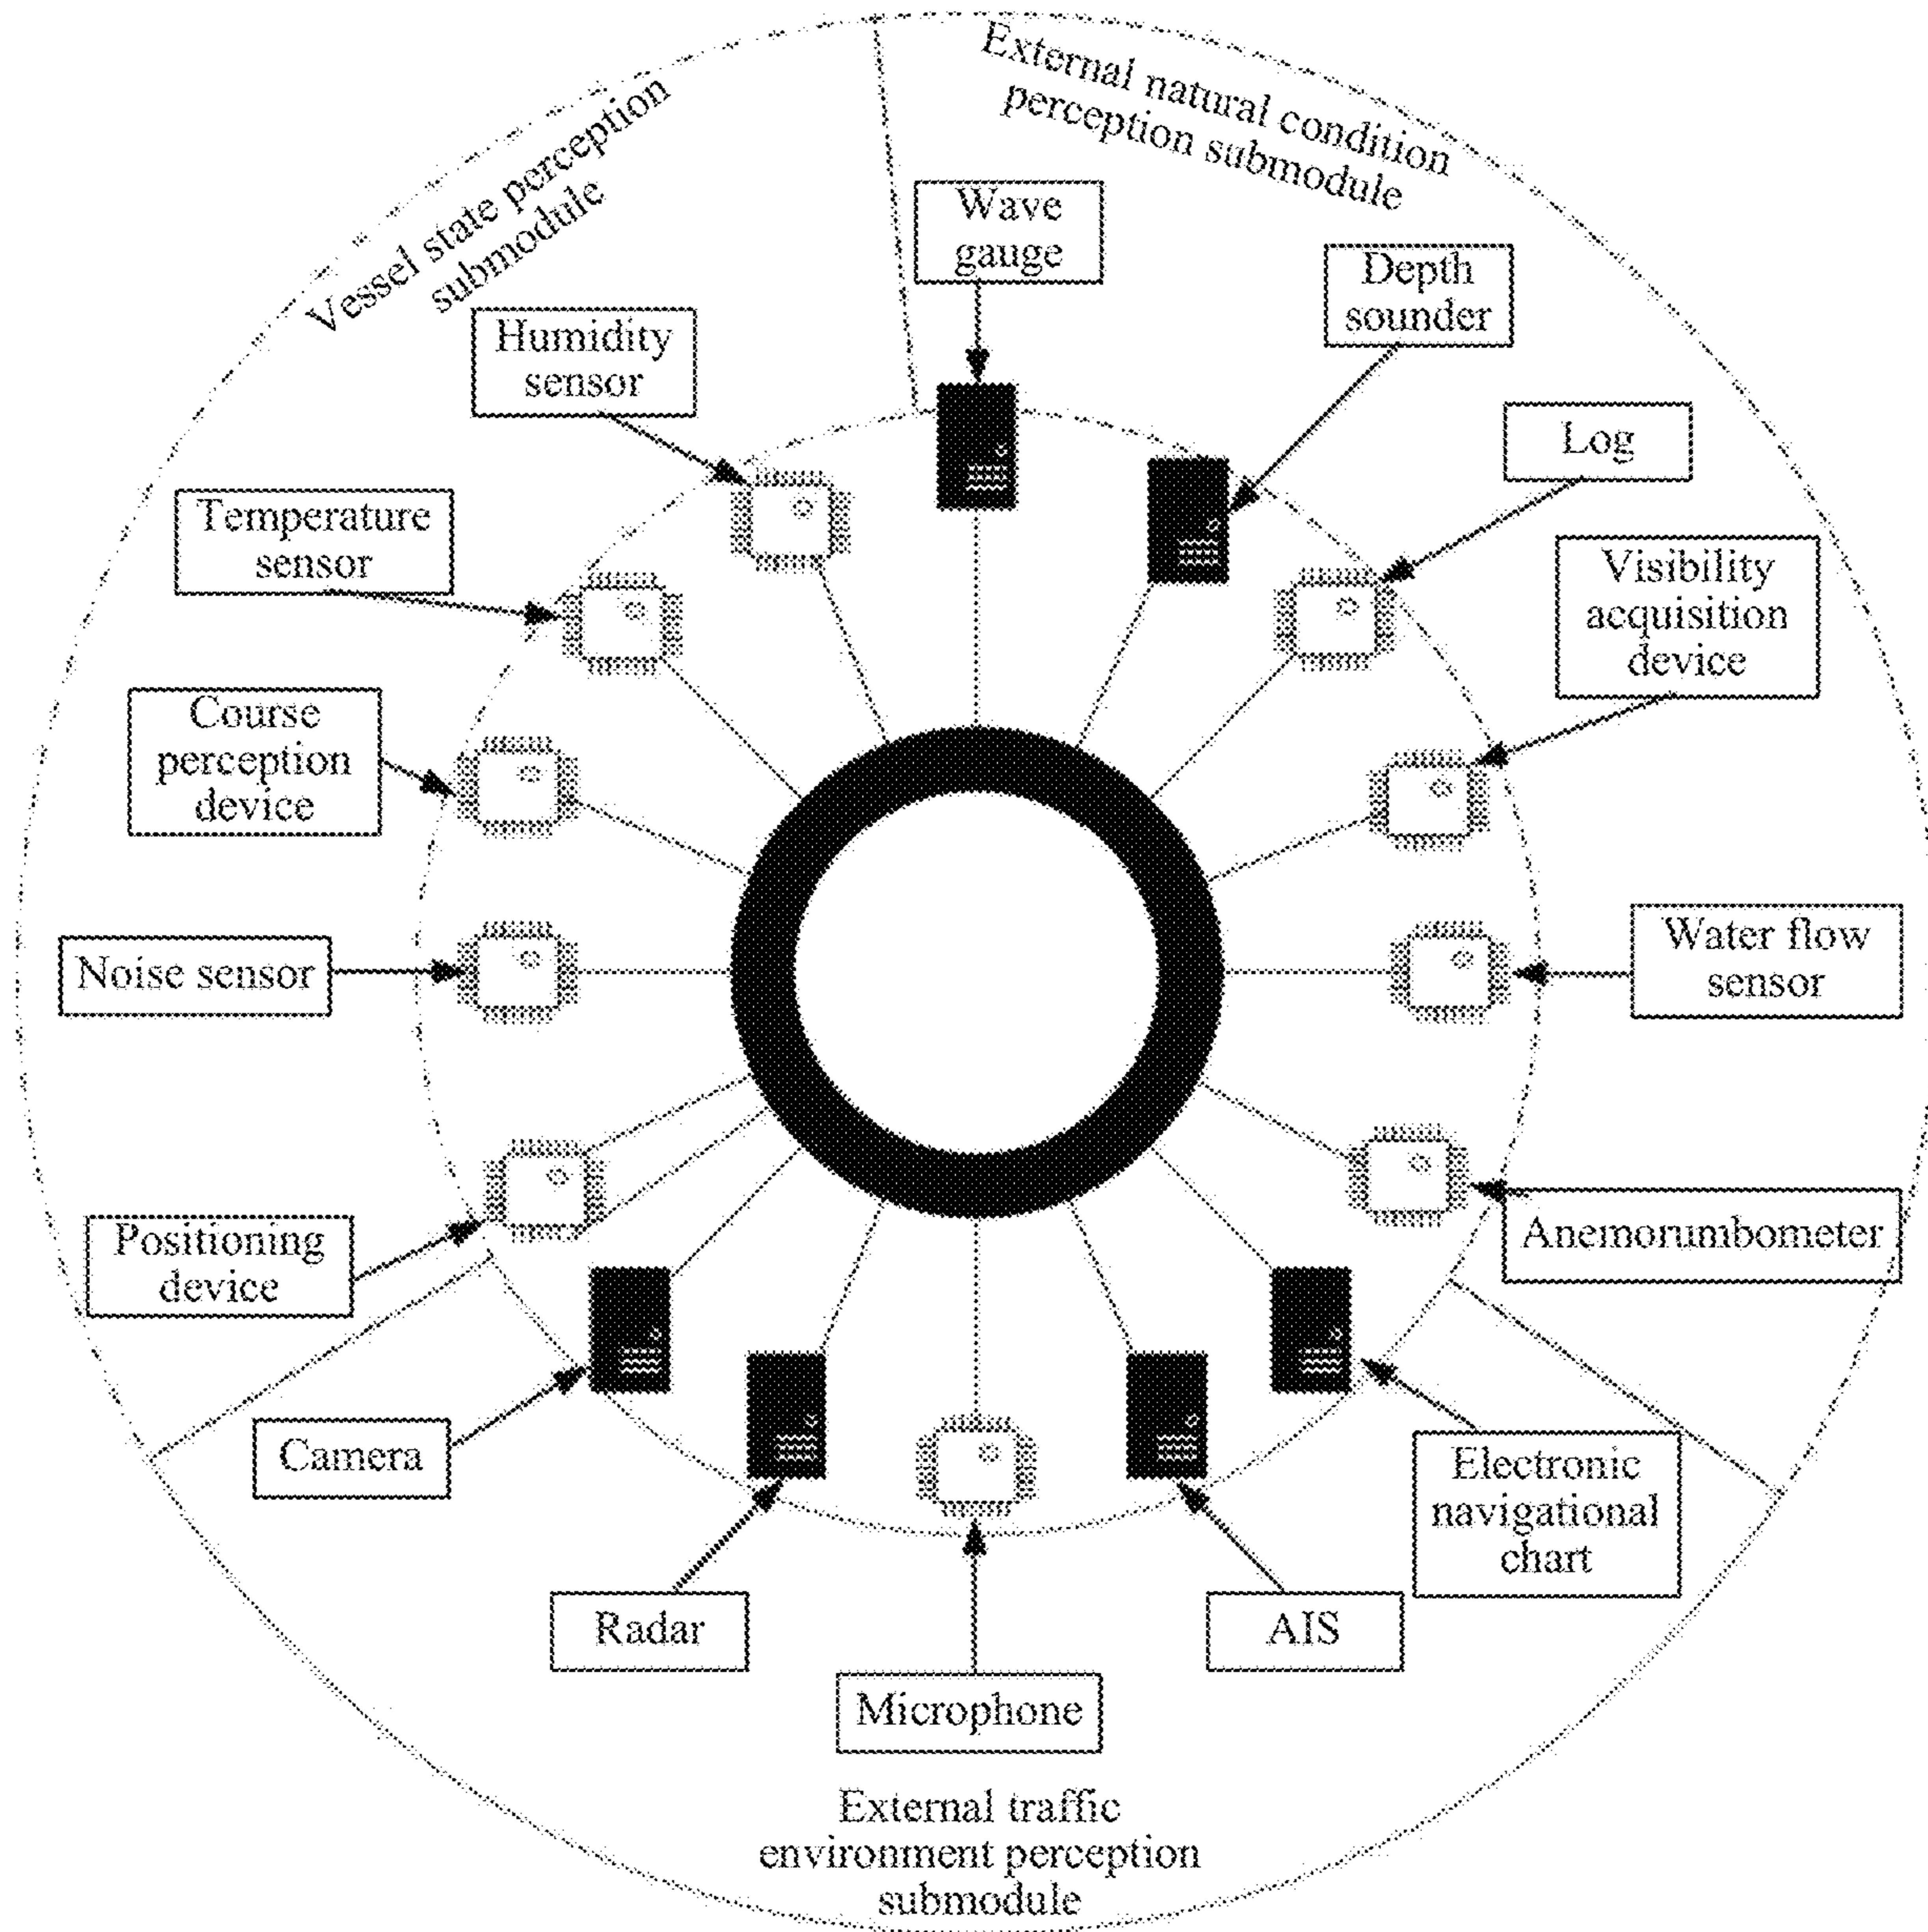 External natural condition
perception submodule
Vessel state perception
submodule
Wave
gauge
Depth
sounder
Humidity
sensor
Log
Temperature
sensor
Visibility
acquisition
device
Course
perception
device
Water flow
sensor
Noise sensor
Anemorumbometer
Positioning
device
Camera
Electronic
navigational
chart
Radar
AIS
Microphone
External traffic
environment perception
submodule